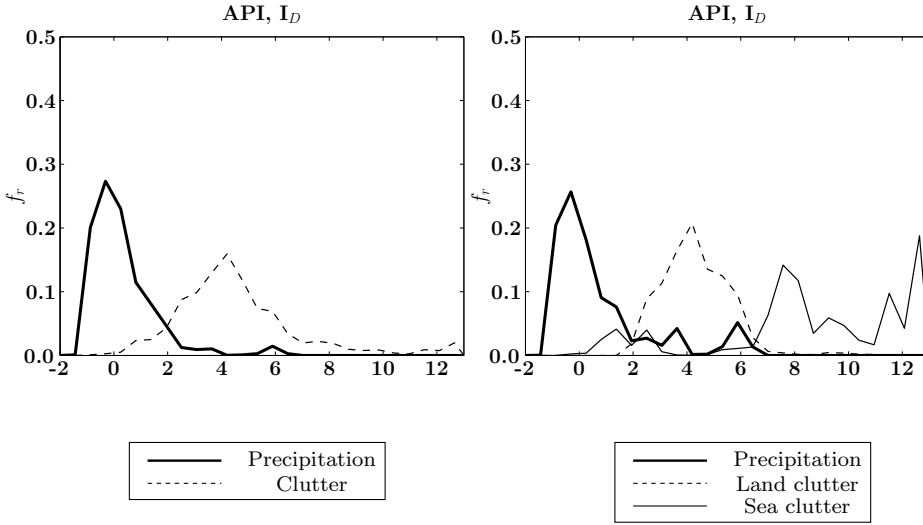 API, I_D
f_r
0.5
0.4
0.3
0.2
0.1
0.0
-2 0 2 4 6 8 10 12
Precipitation
Clutter
API, I_D
f_r
0.5
0.4
0.3
0.2
0.1
0.0
-2 0 2 4 6 8 10 12
Precipitation
Land clutter
Sea clutter